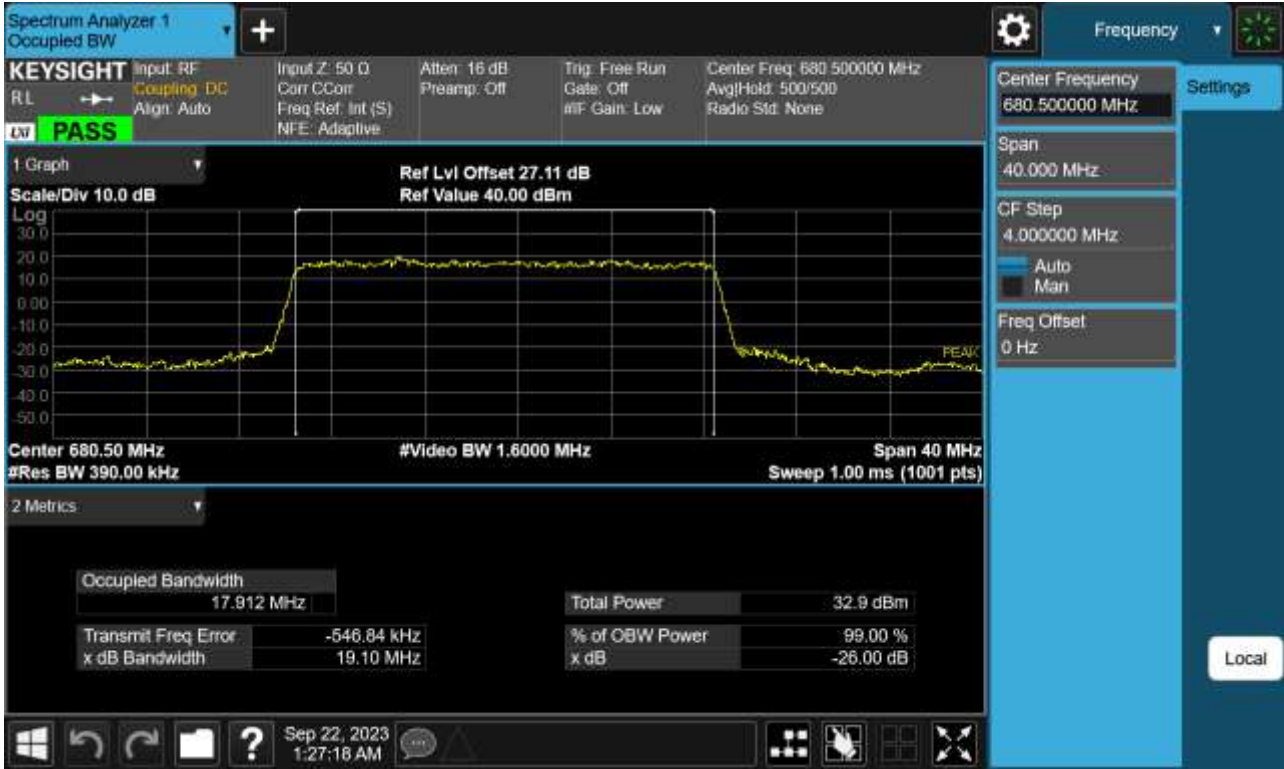 Spectrum Analyzer 1
Occupied BW
+
Frequency
KEYSIGHT
RL
LXI
PASS
Input: RF
Coupling: DC
Align: Auto
Input Z: 50 Ω
Corr CCorr
Freq Ref: Int (S)
NFE: Adaptive
Atten: 16 dB
Preamp: Off
Trig: Free Run
Gate: Off
#IF Gain: Low
Center Freq: 680.500000 MHz
Avg|Hold: 500/500
Radio Std: None
Center Frequency
680.500000 MHz
Settings
Span
40.000 MHz
CF Step
4.000000 MHz
Auto
Man
Freq Offset
0 Hz
Local
1 Graph
Scale/Div 10.0 dB
Ref Lvl Offset 27.11 dB
Ref Value 40.00 dBm
Log
30.0
20.0
10.0
0.00
-10.0
-20.0
-30.0
-40.0
-50.0
PEAK
Center 680.50 MHz
#Video BW 1.6000 MHz
Span 40 MHz
#Res BW 390.00 kHz
Sweep 1.00 ms (1001 pts)
2 Metrics
Occupied Bandwidth
17.912 MHz
Total Power 32.9 dBm
Transmit Freq Error -546.84 kHz
% of OBW Power 99.00 %
x dB Bandwidth 19.10 MHz
x dB -26.00 dB
?
Sep 22, 2023
1:27:18 AM